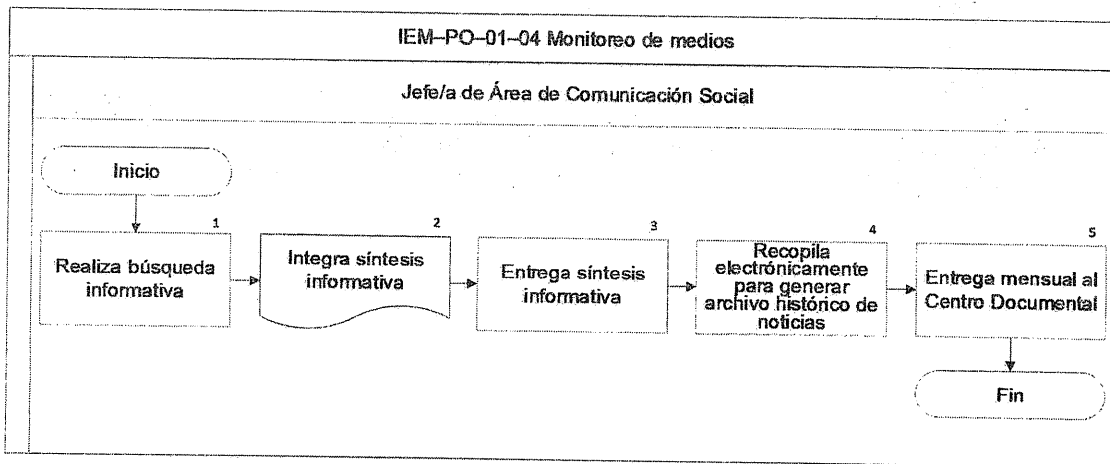 IEM–PO–01–04 Monitoreo de medios
Jefe/a de Área de Comunicación Social
Inicio
1
Realiza búsqueda
informativa
2
Integra síntesis
informativa
3
Entrega síntesis
informativa
4
Recopila
electrónicamente
para generar
archivo histórico de
noticias
5
Entrega mensual al
Centro Documental
Fin